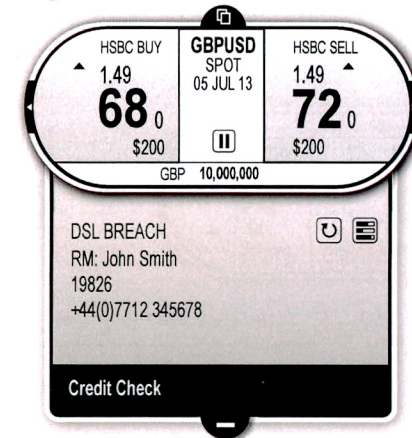 HSBC BUY
1.49
68 0
$200
GBPUSD
SPOT
05 JUL 13
HSBC SELL
1.49
72 0
$200
GBP 10,000,000
DSL BREACH
RM: John Smith
19826
+44(0)7712 345678
Credit Check